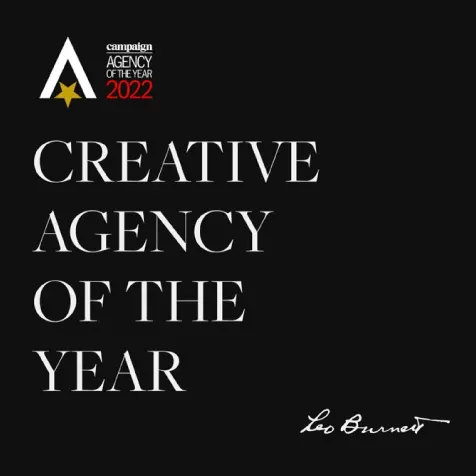 campaign
AGENCY
OF THE YEAR
2022
CREATIVE
AGENCY
OF THE
YEAR
Leo Burnett